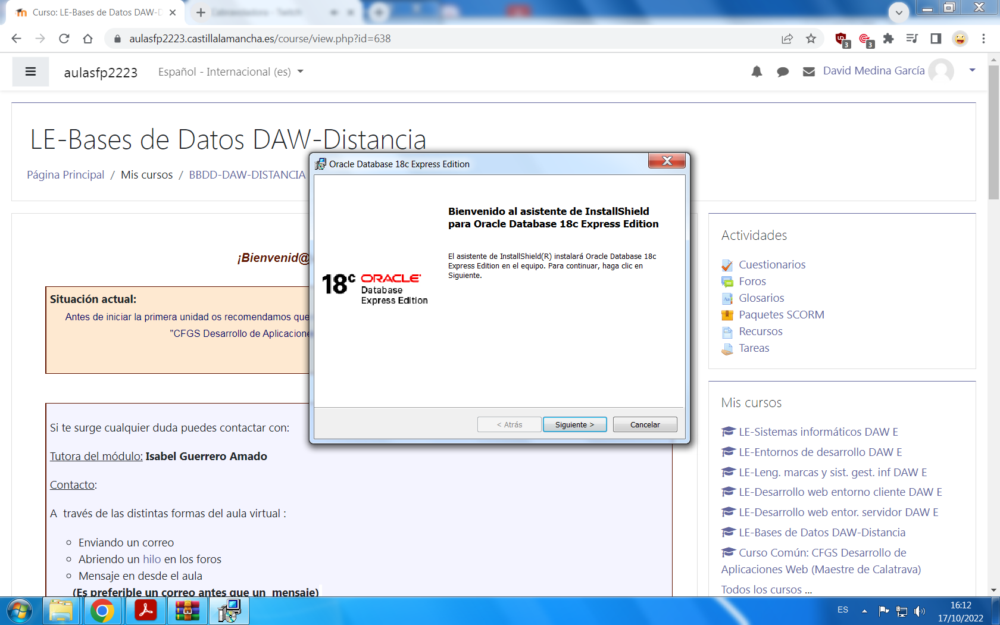 Curso: LE-Bases de Datos DAW-D
aulasfp2223.castillalamancha.es/course/view.php?id=638
3
3
aulasfp2223
Español - Internacional (es)
David Medina García
LE-Bases de Datos DAW-Distancia
Página Principal / Mis cursos / BBDD-DAW-DISTANCIA
Oracle Database 18c Express Edition
Bienvenido al asistente de InstallShield
para Oracle Database 18c Express Edition
El asistente de InstallShield(R) instalará Oracle Database 18c
Express Edition en el equipo. Para continuar, haga clic en
Siguiente.
18c ORACLE
Database
Express Edition
< Atrás
Siguiente >
Cancelar
¡Bienvenid@
Situación actual:
Antes de iniciar la primera unidad os recomendamos que
"CFGS Desarrollo de Aplicacione
Si te surge cualquier duda puedes contactar con:
Tutora del módulo: Isabel Guerrero Amado
Contacto:
A través de las distintas formas del aula virtual :
Enviando un correo
Abriendo un hilo en los foros
Mensaje en desde el aula
(Es preferible un correo antes que un mensaje)
Actividades
Cuestionarios
Foros
Glosarios
Paquetes SCORM
Recursos
Tareas
Mis cursos
LE-Sistemas informáticos DAW E
LE-Entornos de desarrollo DAW E
LE-Leng. marcas y sist. gest. inf DAW E
LE-Desarrollo web entorno cliente DAW E
LE-Desarrollo web entor. servidor DAW E
LE-Bases de Datos DAW-Distancia
Curso Común: CFGS Desarrollo de
Aplicaciones Web (Maestre de Calatrava)
Todos los cursos ...
ES
16:12
17/10/2022